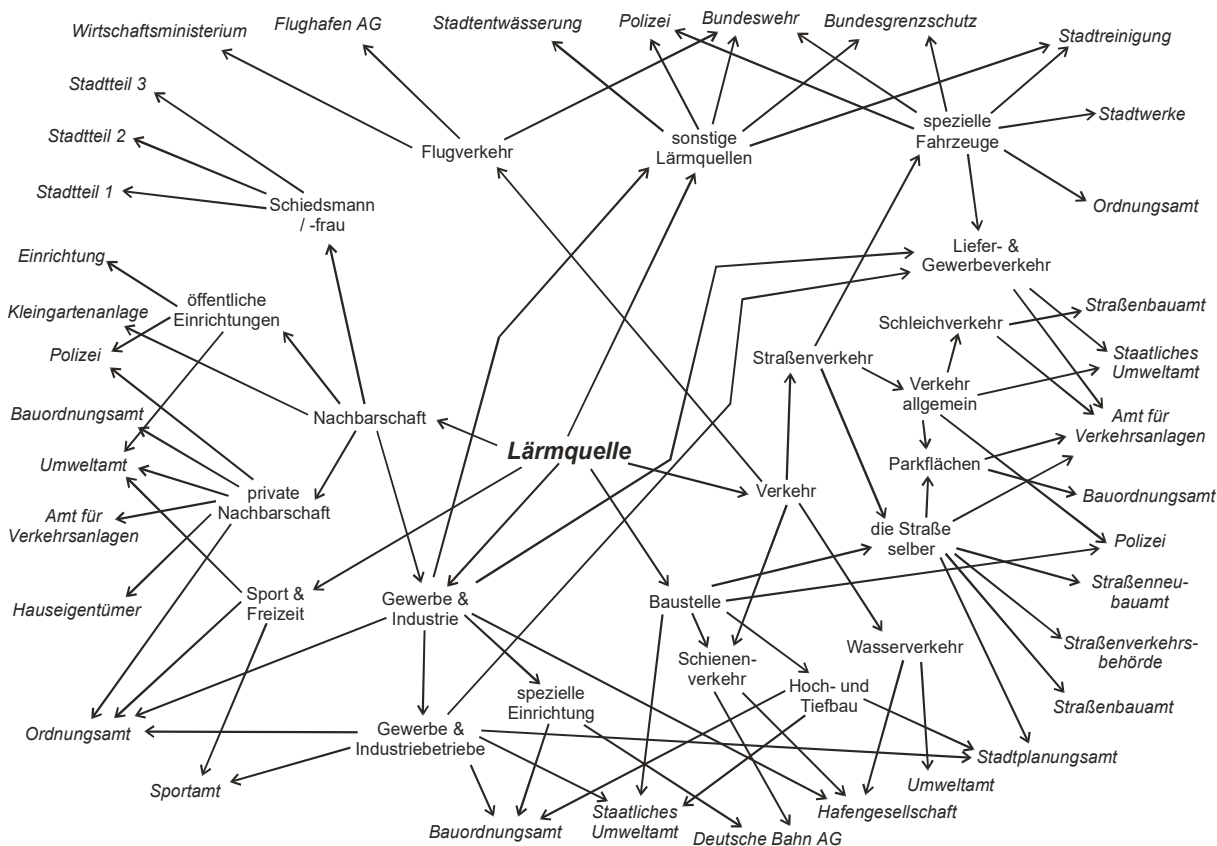 Wirtschaftsministerium
Flughafen AG
Stadtentwässerung
Polizei
Bundeswehr
Bundesgrenzschutz
Stadtreinigung
Stadtteil 3
Stadtteil 2
Stadtteil 1
Flugverkehr
sonstige
Lärmquellen
spezielle
Fahrzeuge
Stadtwerke
Ordnungsamt
Schiedsmann
/ -frau
Einrichtung
Kleingartenanlage
Polizei
öffentliche
Einrichtungen
Liefer- &
Gewerbeverkehr
Schleichverkehr
Straßenbauamt
Straßenverkehr
Staatliches
Umweltamt
Verkehr
allgemein
Bauordnungsamt
Nachbarschaft
Amt für
Verkehrsanlagen
Lärmquelle
Umweltamt
Parkflächen
private
Nachbarschaft
Verkehr
Bauordnungsamt
Amt für
Verkehrsanlagen
die Straße
selber
Polizei
Hauseigentümer
Sport &
Freizeit
Gewerbe &
Industrie
Baustelle
Straßenneu-
bauamt
Wasserverkehr
Straßenverkehrs-
behörde
Schienen-
verkehr
spezielle
Einrichtung
Hoch- und
Tiefbau
Straßenbauamt
Ordnungsamt
Gewerbe &
Industriebetriebe
Stadtplanungsamt
Sportamt
Umweltamt
Bauordnungsamt
Staatliches
Umweltamt
Hafengesellschaft
Deutsche Bahn AG